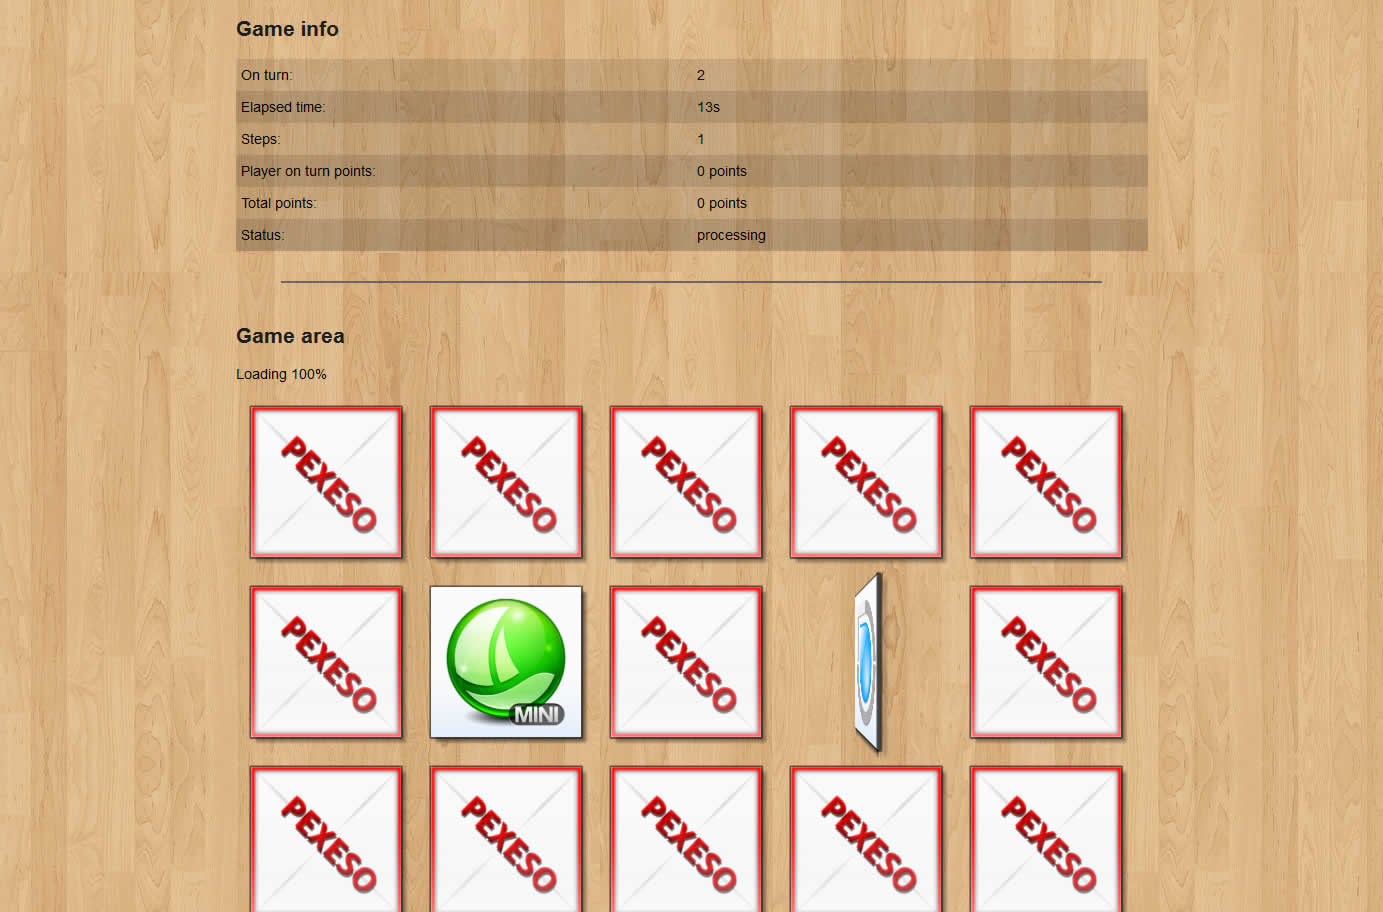 Game info
On turn: 2
Elapsed time: 13s
Steps: 1
Player on turn points: 0 points
Total points: 0 points
Status: processing
Game area
Loading 100%
PEXESO PEXESO PEXESO PEXESO PEXESO
PEXESO MINI PEXESO PEXESO
PEXESO PEXESO PEXESO PEXESO PEXESO